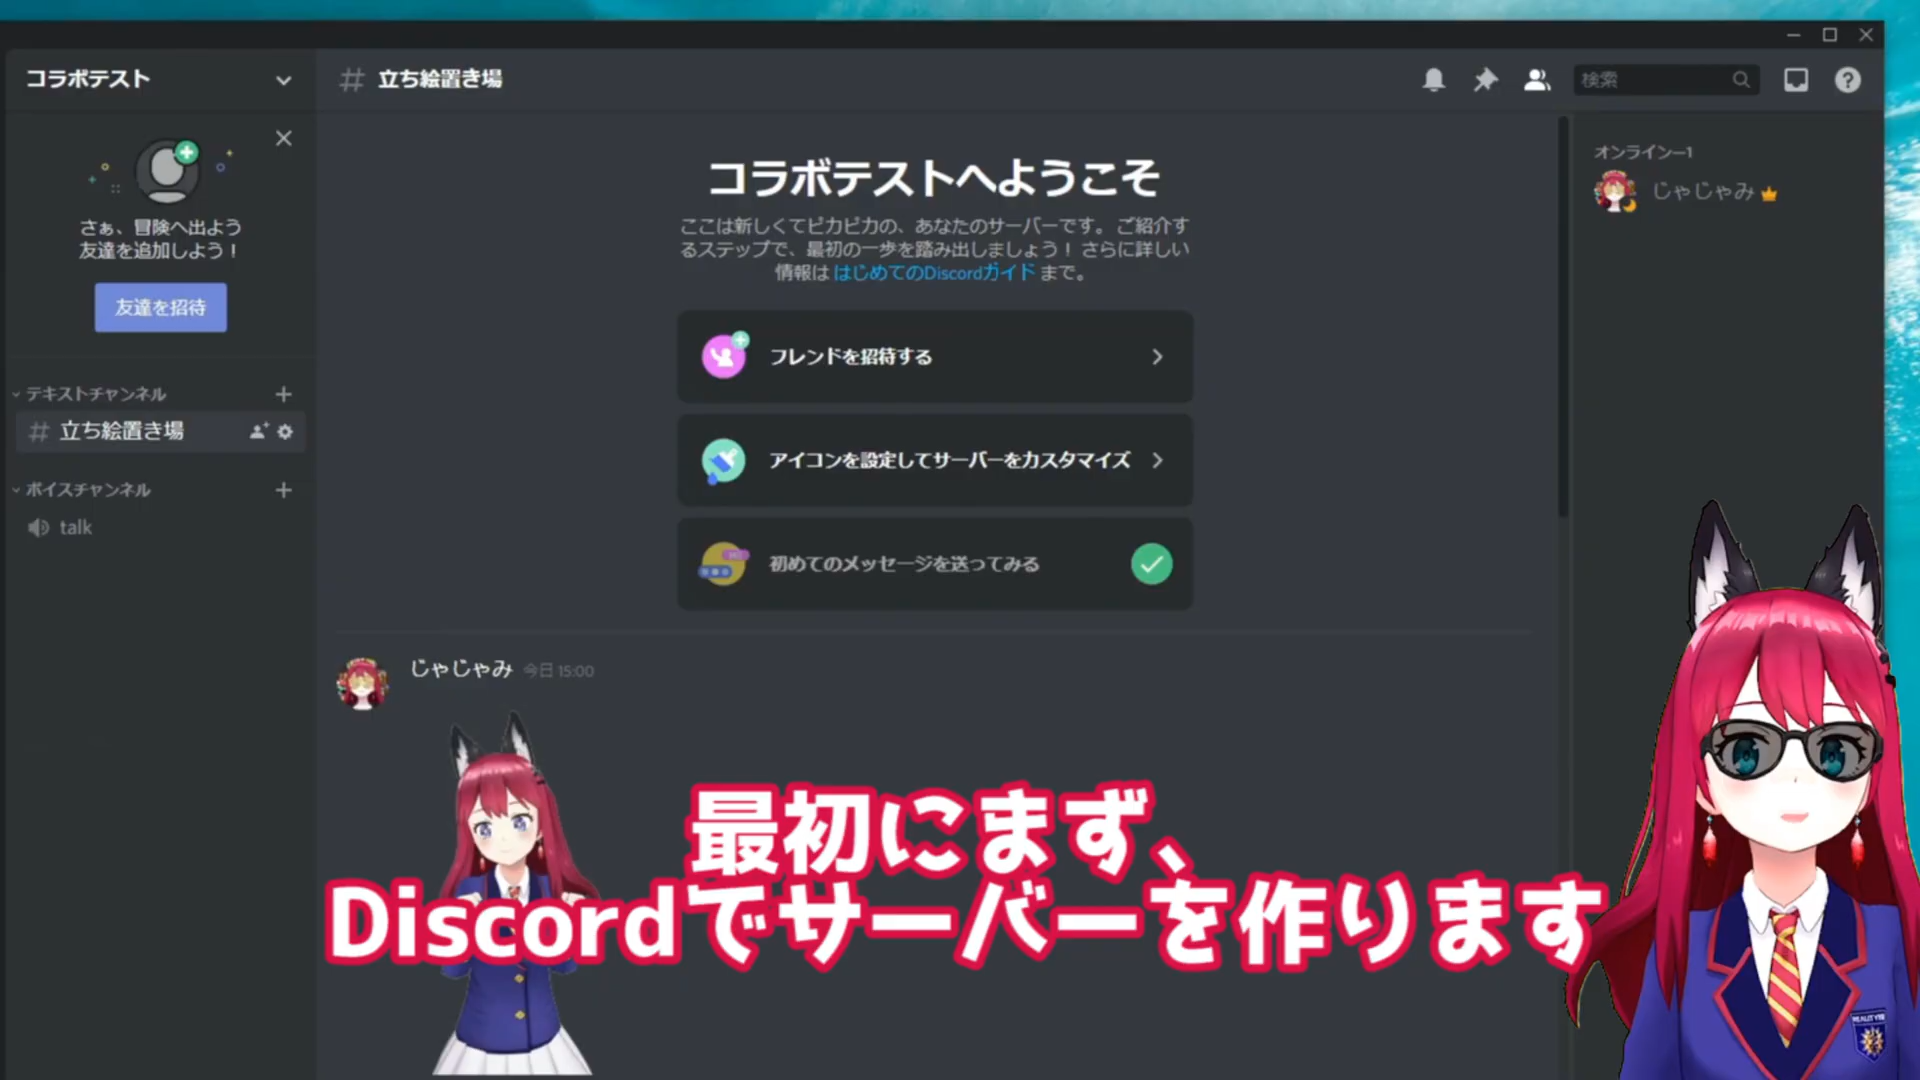 コラボテスト
立ち絵置き場
検索
さぁ、冒険へ出よう
友達を追加しよう！
友達を招待
テキストチャンネル
立ち絵置き場
ボイスチャンネル
talk
コラボテストへようこそ
ここは新しくてピカピカの、あなたのサーバーです。ご紹介す
るステップで、最初の一歩を踏み出しましょう！ さらに詳しい
情報は はじめてのDiscordガイド まで。
フレンドを招待する
アイコンを設定してサーバーをカスタマイズ
初めてのメッセージを送ってみる
じゃじゃみ 今日 15:00
オンライン—1
じゃじゃみ
最初にまず、
Discordでサーバーを作ります